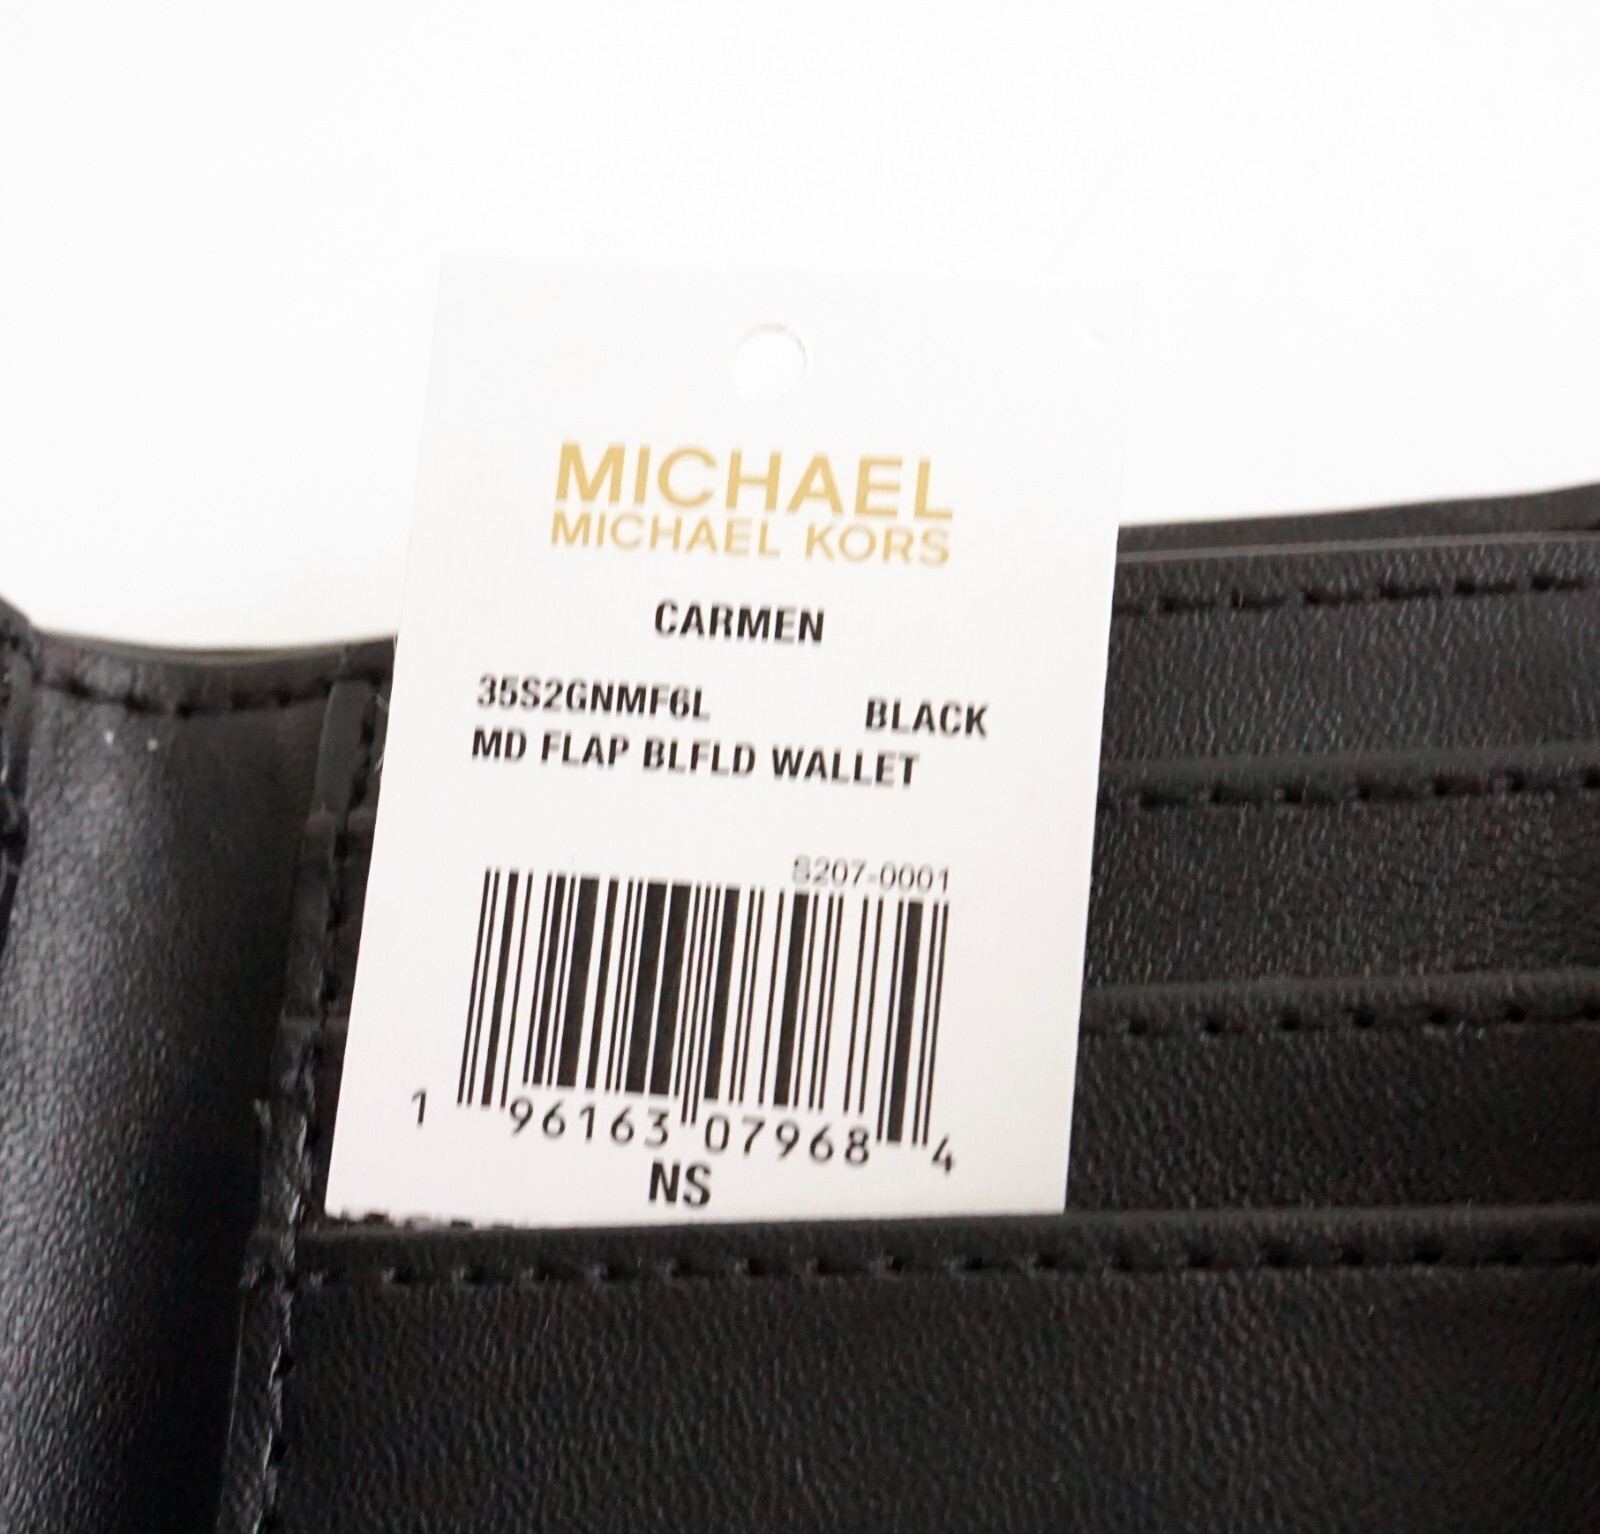 MICHAEL
MICHAEL KORS
CARMEN
35S2GNMF6L BLACK
MD FLAP BLFLD WALLET
S207-0001
1 96163 07968 4
NS